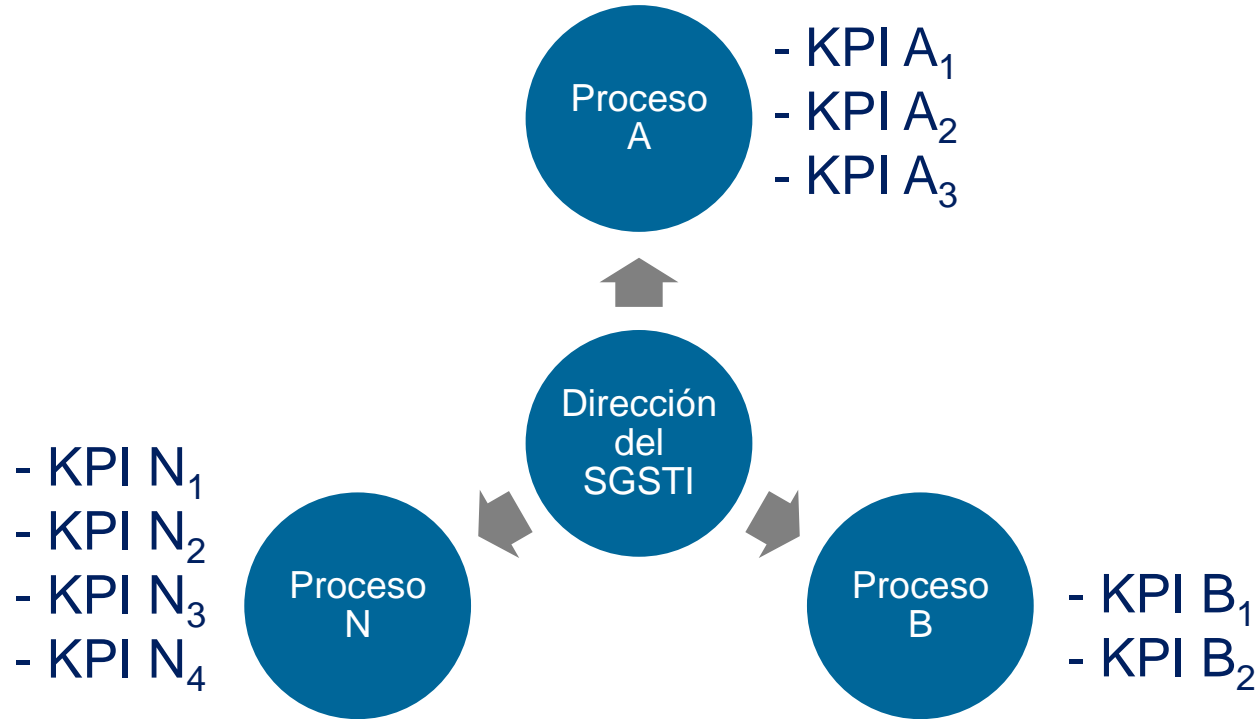 Proceso
A
- KPI A₁
- KPI A₂
- KPI A₃
Dirección
del
SGSTI
- KPI N₁
- KPI N₂
- KPI N₃
- KPI N₄
Proceso
N
Proceso
B
- KPI B₁
- KPI B₂